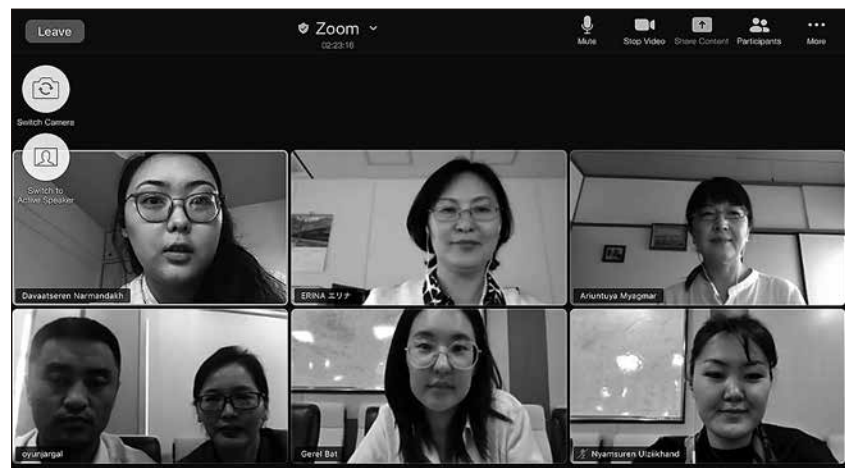 Leave
Zoom
02:23:16
Mute
Stop Video
Share Content
Participants
More
Switch Camera
Switch to
Active Speaker
Davaatseren Narmandakh
ERINA エリナ
Ariuntuya Myagmar
oyunjargal
Gerel Bat
Nyamsuren Ulziikhand